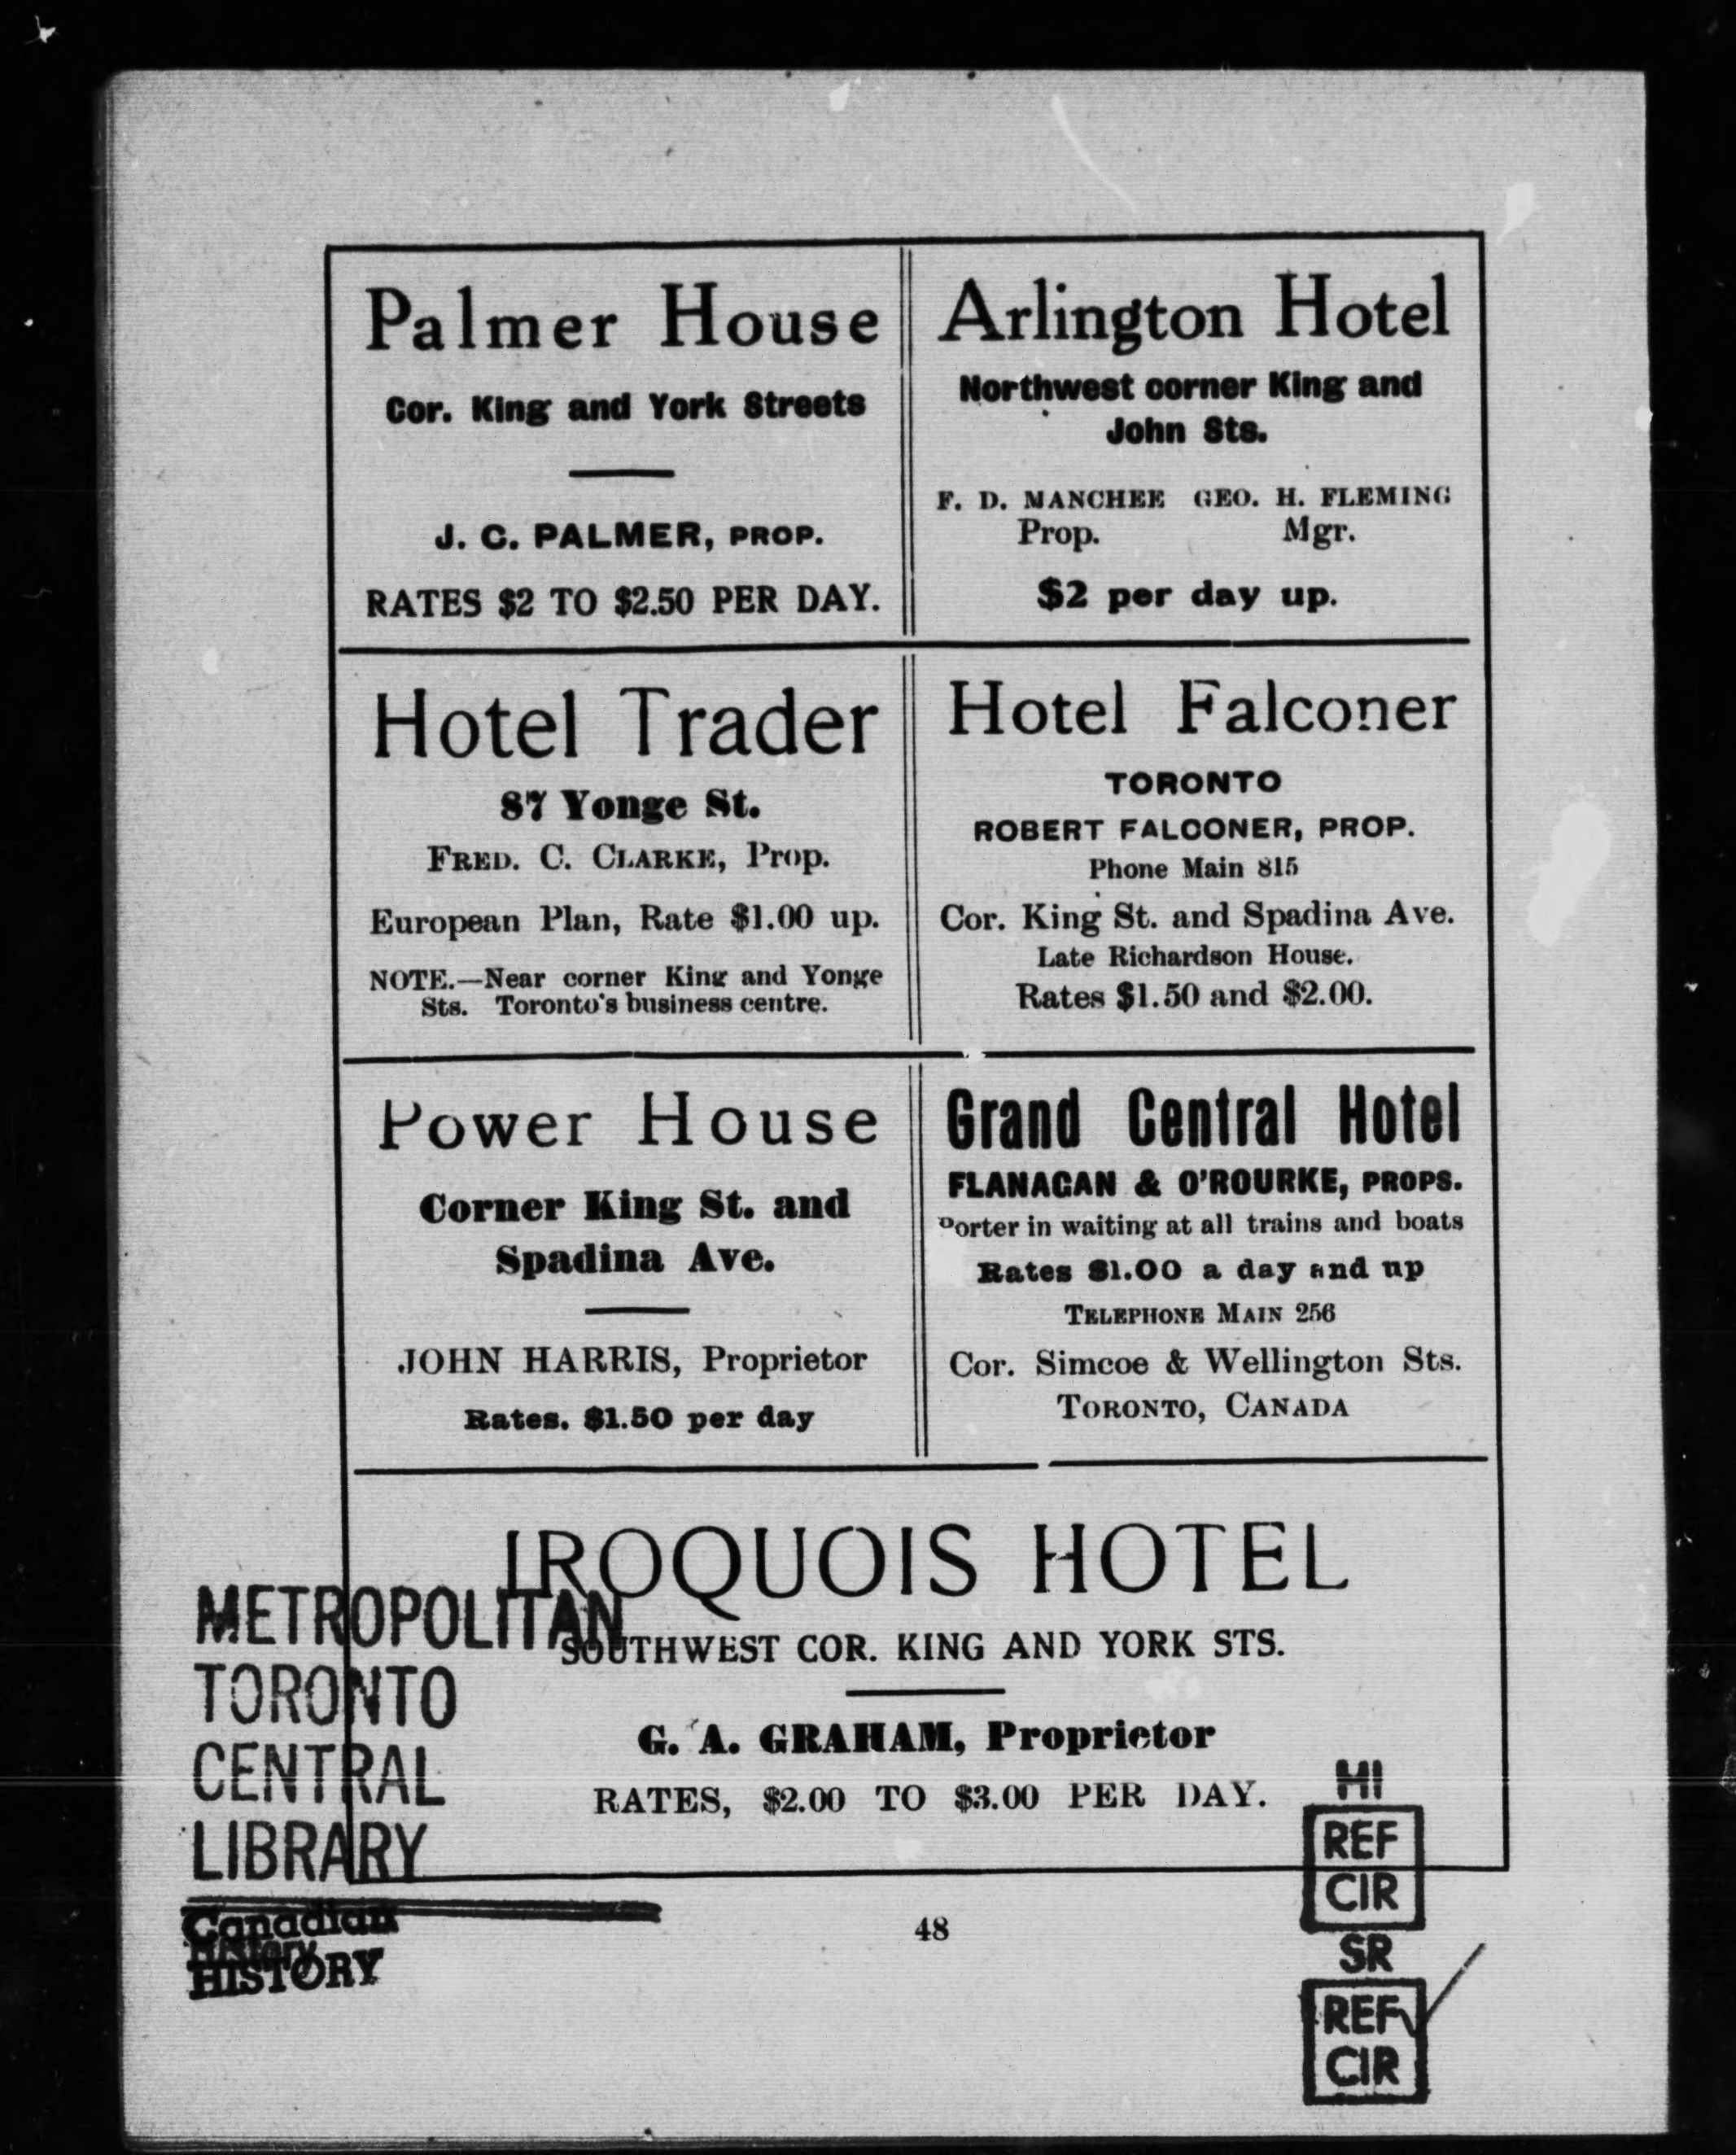 Palmer House
Cor. King and York Streets
J. C. PALMER, PROP.
RATES $2 TO $2.50 PER DAY.
Arlington Hotel
Northwest corner King and
John Sts.
F. D. MANCHEE GEO. H. FLEMING
Prop. Mgr.
$2 per day up.
Hotel Trader
87 Yonge St.
FRED. C. CLARKE, Prop.
European Plan, Rate $1.00 up.
NOTE.—Near corner King and Yonge
Sts. Toronto's business centre.
Hotel Falconer
TORONTO
ROBERT FALCONER, PROP.
Phone Main 815
Cor. King St. and Spadina Ave.
Late Richardson House.
Rates $1.50 and $2.00.
Power House
Corner King St. and
Spadina Ave.
JOHN HARRIS, Proprietor
Rates. $1.50 per day
Grand Central Hotel
FLANAGAN & O'ROURKE, PROPS.
Porter in waiting at all trains and boats
Rates $1.00 a day and up
TELEPHONE MAIN 256
Cor. Simcoe & Wellington Sts.
TORONTO, CANADA
IROQUOIS HOTEL
SOUTHWEST COR. KING AND YORK STS.
G. A. GRAHAM, Proprietor
RATES, $2.00 TO $3.00 PER DAY.
METROPOLITAN
TORONTO
CENTRAL
LIBRARY
Canadian
History
HISTORY
48
HI
REF
CIR
SR
REF
CIR